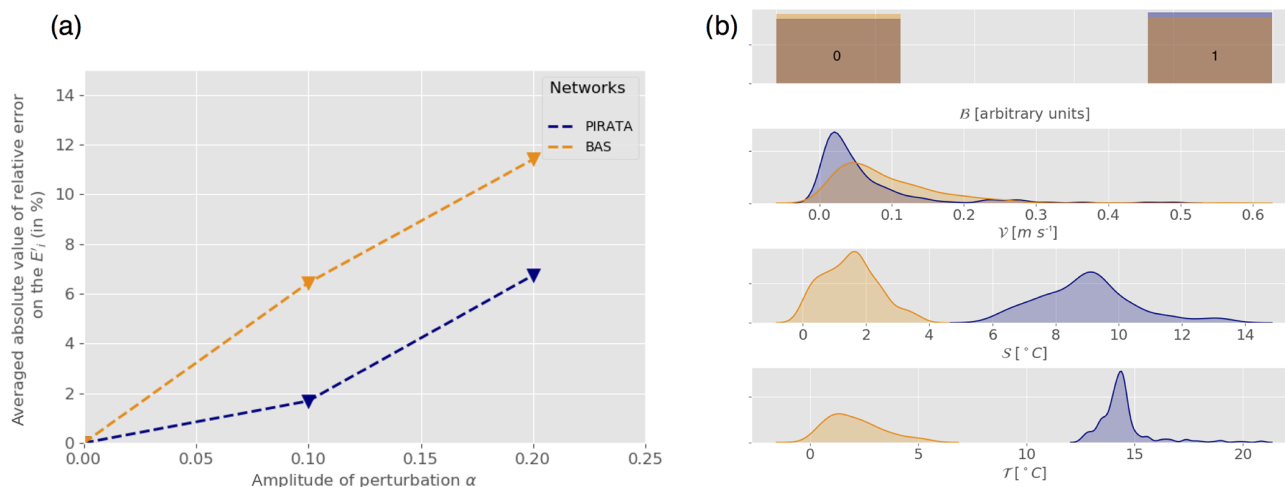 (a)
Averaged absolute value of relative error
on the E'ᵢ (in %)
14
12
10
8
6
4
2
0
0.00 0.05 0.10 0.15 0.20 0.25
Amplitude of perturbation α
Networks
PIRATA
BAS
(b)
0 1
ℬ [arbitrary units]
0.0 0.1 0.2 0.3 0.4 0.5 0.6
𝒱 [m s⁻¹]
0 2 4 6 8 10 12 14
𝒮 [°C]
0 5 10 15 20
𝒯 [°C]